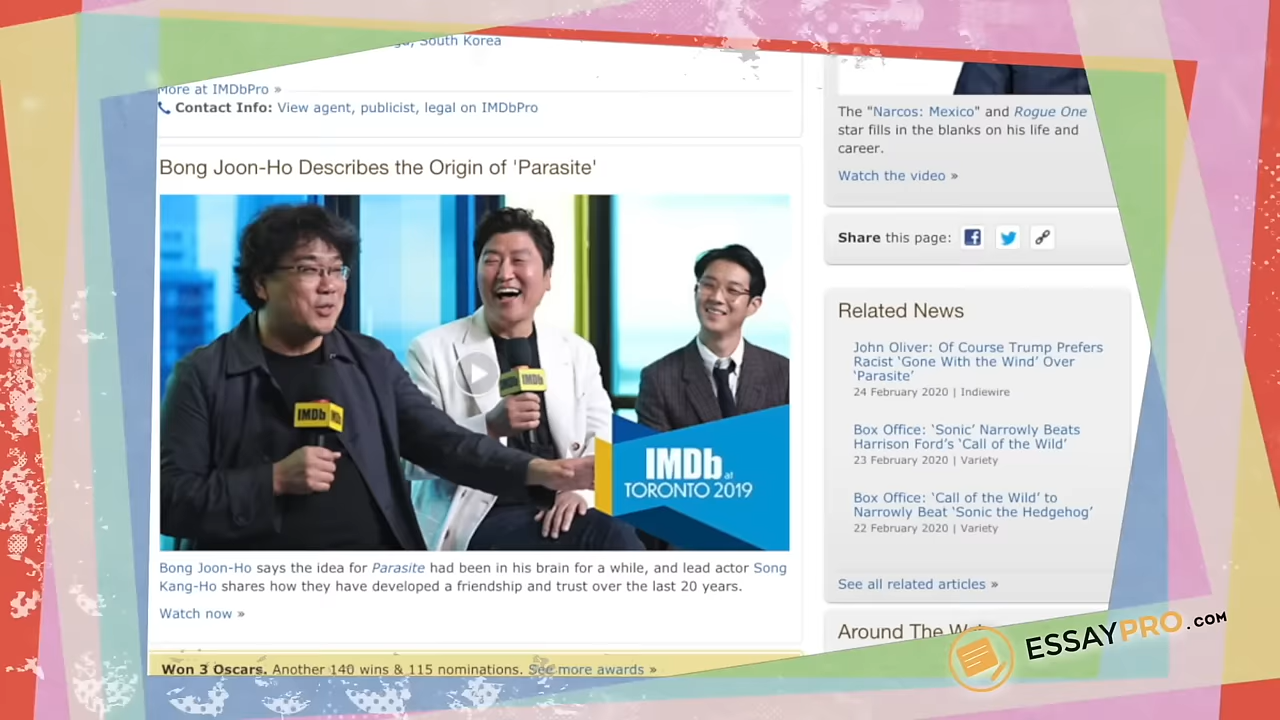 South Korea
More at IMDbPro »
Contact Info: View agent, publicist, legal on IMDbPro
Bong Joon-Ho Describes the Origin of 'Parasite'
IMDb
IMDb
IMDb at
TORONTO 2019
Bong Joon-Ho says the idea for Parasite had been in his brain for a while, and lead actor Song
Kang-Ho shares how they have developed a friendship and trust over the last 20 years.
Watch now »
Won 3 Oscars. Another 140 wins & 115 nominations. See more awards »
The "Narcos: Mexico" and Rogue One
star fills in the blanks on his life and
career.
Watch the video »
Share this page:
Related News
John Oliver: Of Course Trump Prefers
Racist ‘Gone With the Wind’ Over
‘Parasite’
24 February 2020 | Indiewire
Box Office: ‘Sonic’ Narrowly Beats
Harrison Ford’s ‘Call of the Wild’
23 February 2020 | Variety
Box Office: ‘Call of the Wild’ to
Narrowly Beat ‘Sonic the Hedgehog’
22 February 2020 | Variety
See all related articles »
Around The
ESSAYPRO.COM